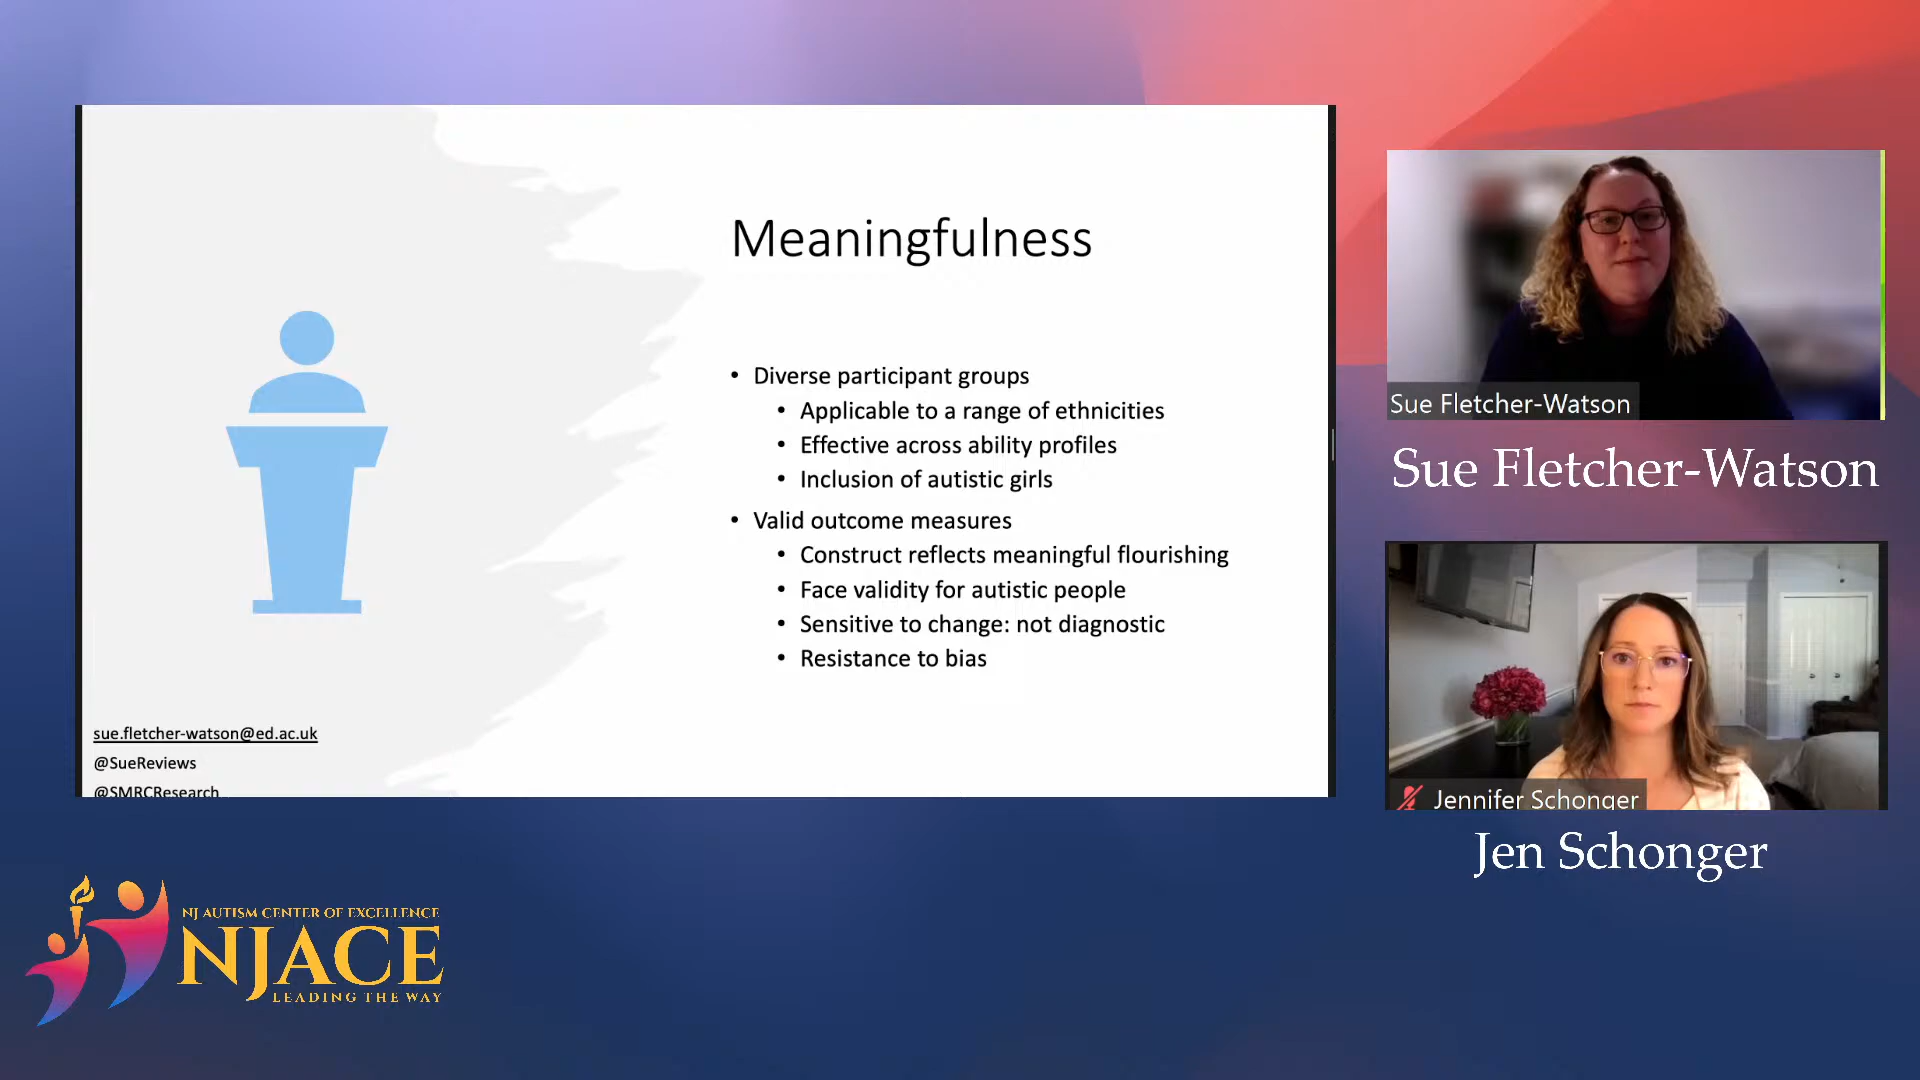 Meaningfulness
• Diverse participant groups
• Applicable to a range of ethnicities
• Effective across ability profiles
• Inclusion of autistic girls
• Valid outcome measures
• Construct reflects meaningful flourishing
• Face validity for autistic people
• Sensitive to change: not diagnostic
• Resistance to bias
sue.fletcher-watson@ed.ac.uk
@SueReviews
@SMRCResearch
Sue Fletcher-Watson
Sue Fletcher-Watson
Jennifer Schonger
Jen Schonger
NJ AUTISM CENTER OF EXCELLENCE
NJACE
LEADING THE WAY